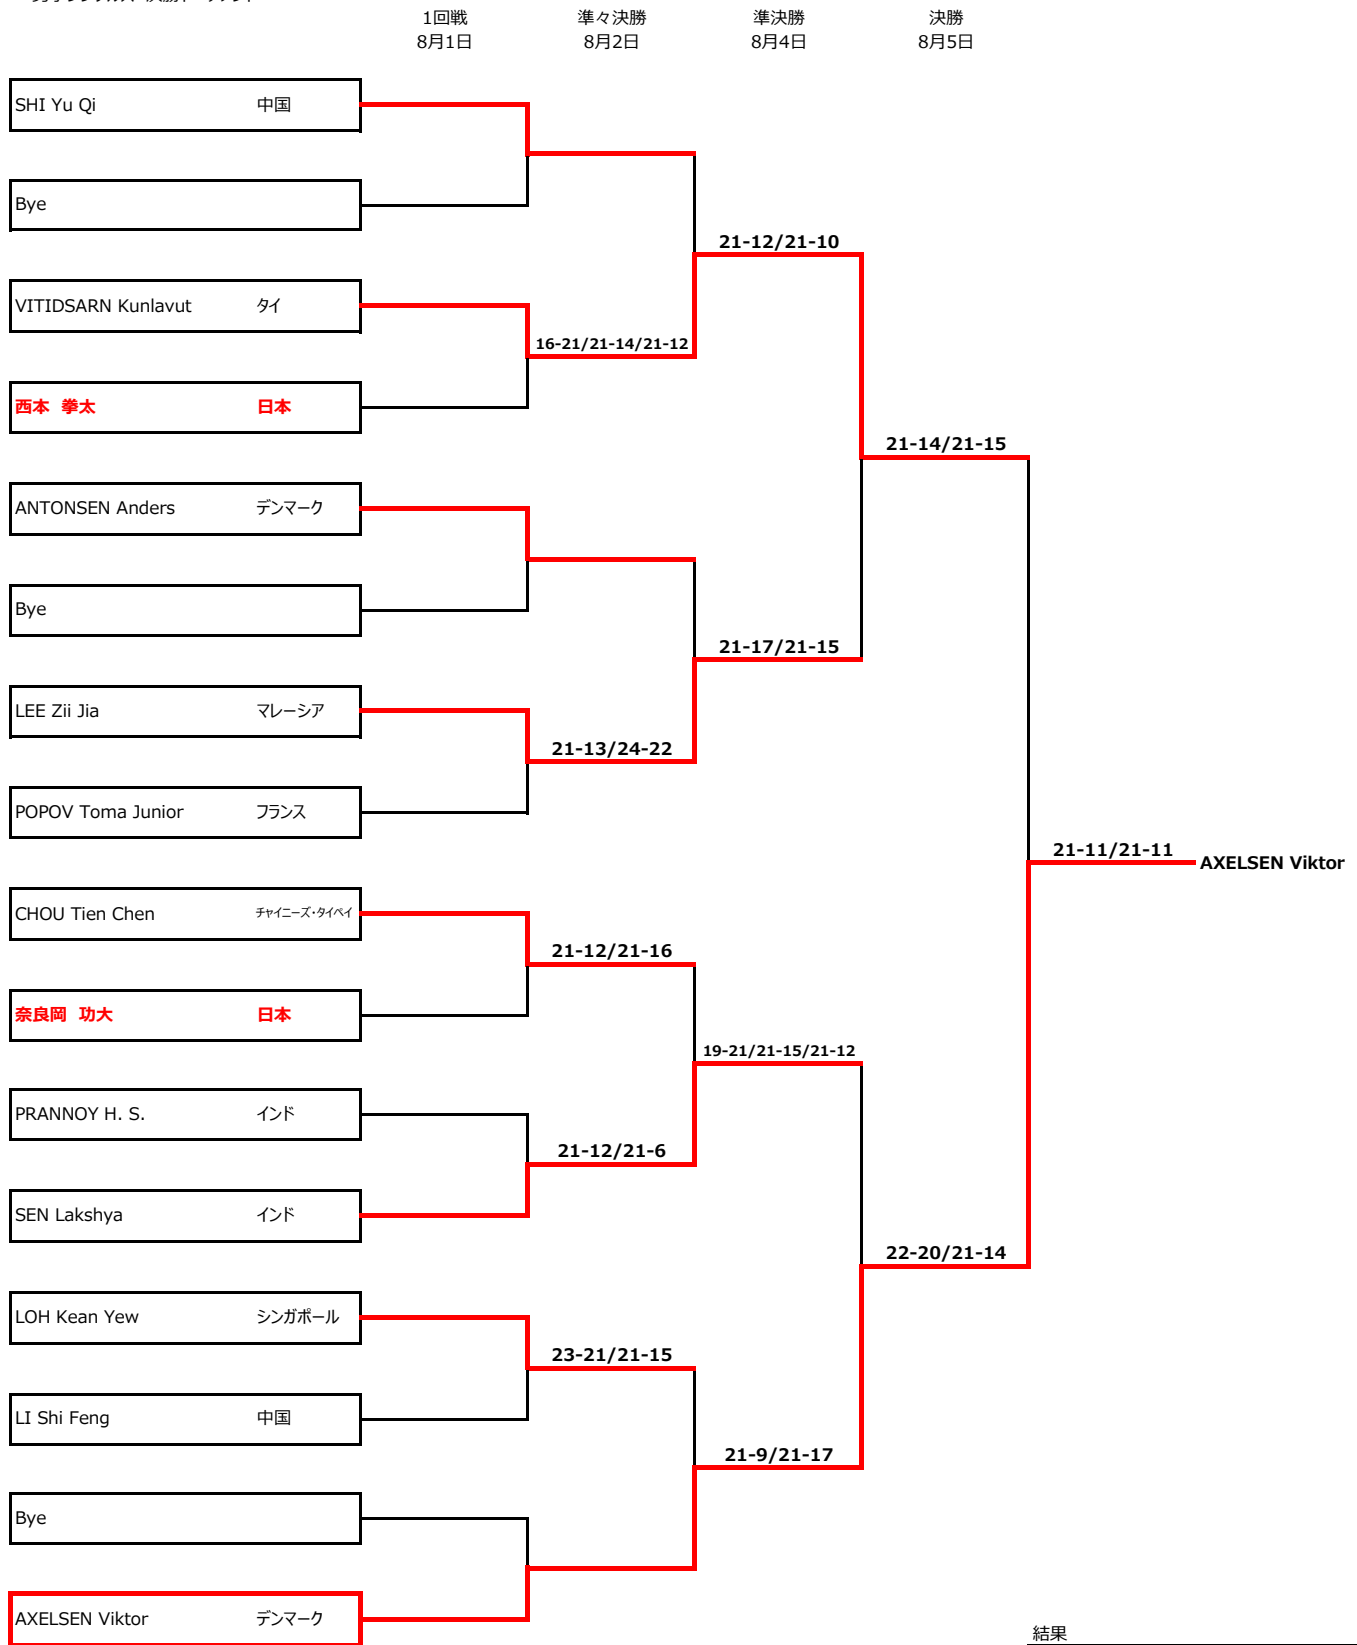 1回戦 準々決勝 準決勝 決勝
8月1日 8月2日 8月4日 8月5日
SHI Yu Qi 中国
Bye
21-12/21-10
VITIDSARN Kunlavut タイ
16-21/21-14/21-12
西本 拳太 日本
21-14/21-15
ANTONSEN Anders デンマーク
Bye
21-17/21-15
LEE Zii Jia マレーシア
21-13/24-22
POPOV Toma Junior フランス
21-11/21-11
AXELSEN Viktor
CHOU Tien Chen チャイニーズ・タイペイ
21-12/21-16
奈良岡 功大 日本
19-21/21-15/21-12
PRANNOY H. S. インド
21-12/21-6
SEN Lakshya インド
22-20/21-14
LOH Kean Yew シンガポール
23-21/21-15
LI Shi Feng 中国
21-9/21-17
Bye
AXELSEN Viktor デンマーク
結果